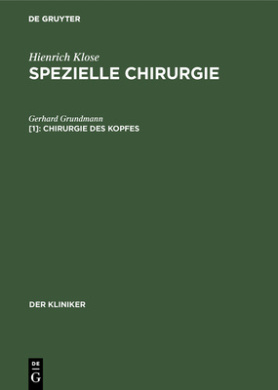 DE GRUYTER
Hienrich Klose
SPEZIELLE CHIRURGIE
Gerhard Grundmann
[1]: CHIRURGIE DES KOPFES
DER KLINIKER
DE
G